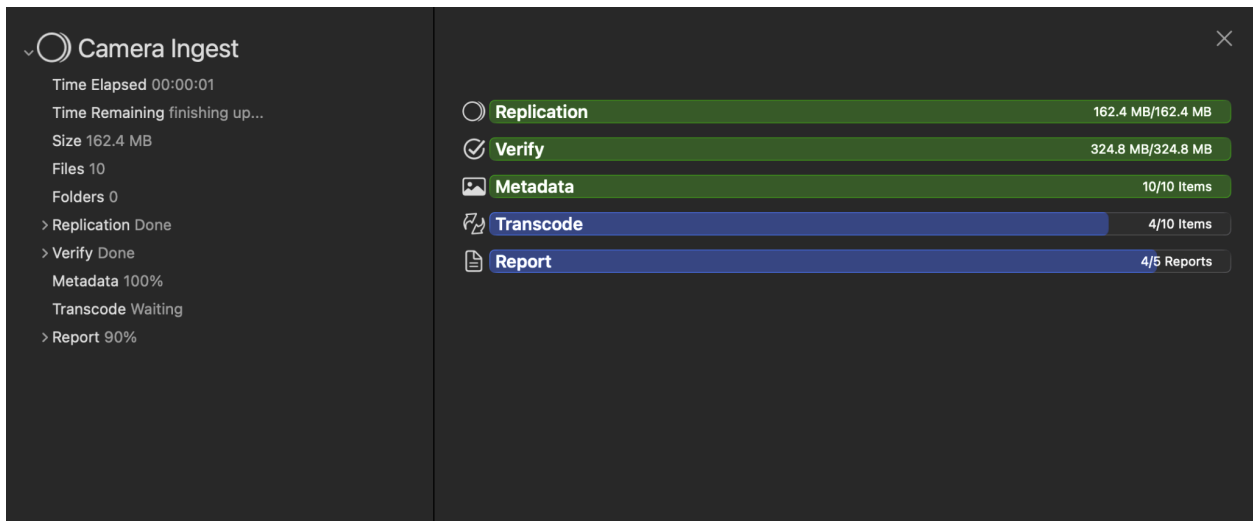 Camera Ingest
Time Elapsed 00:00:01
Time Remaining finishing up...
Size 162.4 MB
Files 10
Folders 0
Replication Done
Verify Done
Metadata 100%
Transcode Waiting
Report 90%
Replication 162.4 MB/162.4 MB
Verify 324.8 MB/324.8 MB
Metadata 10/10 Items
Transcode 4/10 Items
Report 4/5 Reports